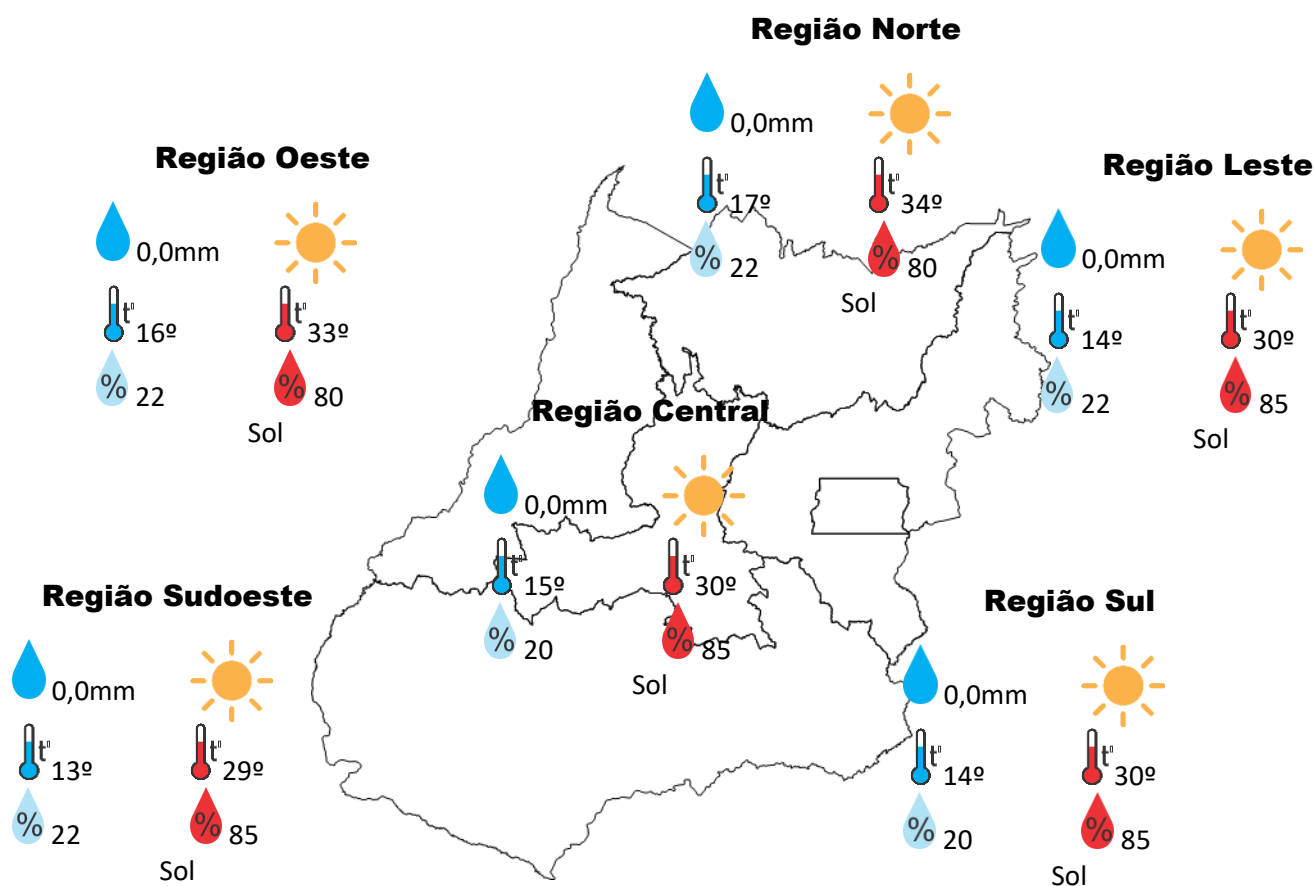 Região Norte
0,0mm
t°
17º
t°
34º
%
22
%
80
Sol
Região Oeste
0,0mm
t°
16º
t°
33º
%
22
%
80
Sol
Região Leste
0,0mm
t°
14º
t°
30º
%
22
%
85
Sol
Região Central
0,0mm
t°
15º
t°
30º
%
20
%
85
Sol
Região Sudoeste
0,0mm
t°
13º
t°
29º
%
22
%
85
Sol
Região Sul
0,0mm
t°
14º
t°
30º
%
20
%
85
Sol